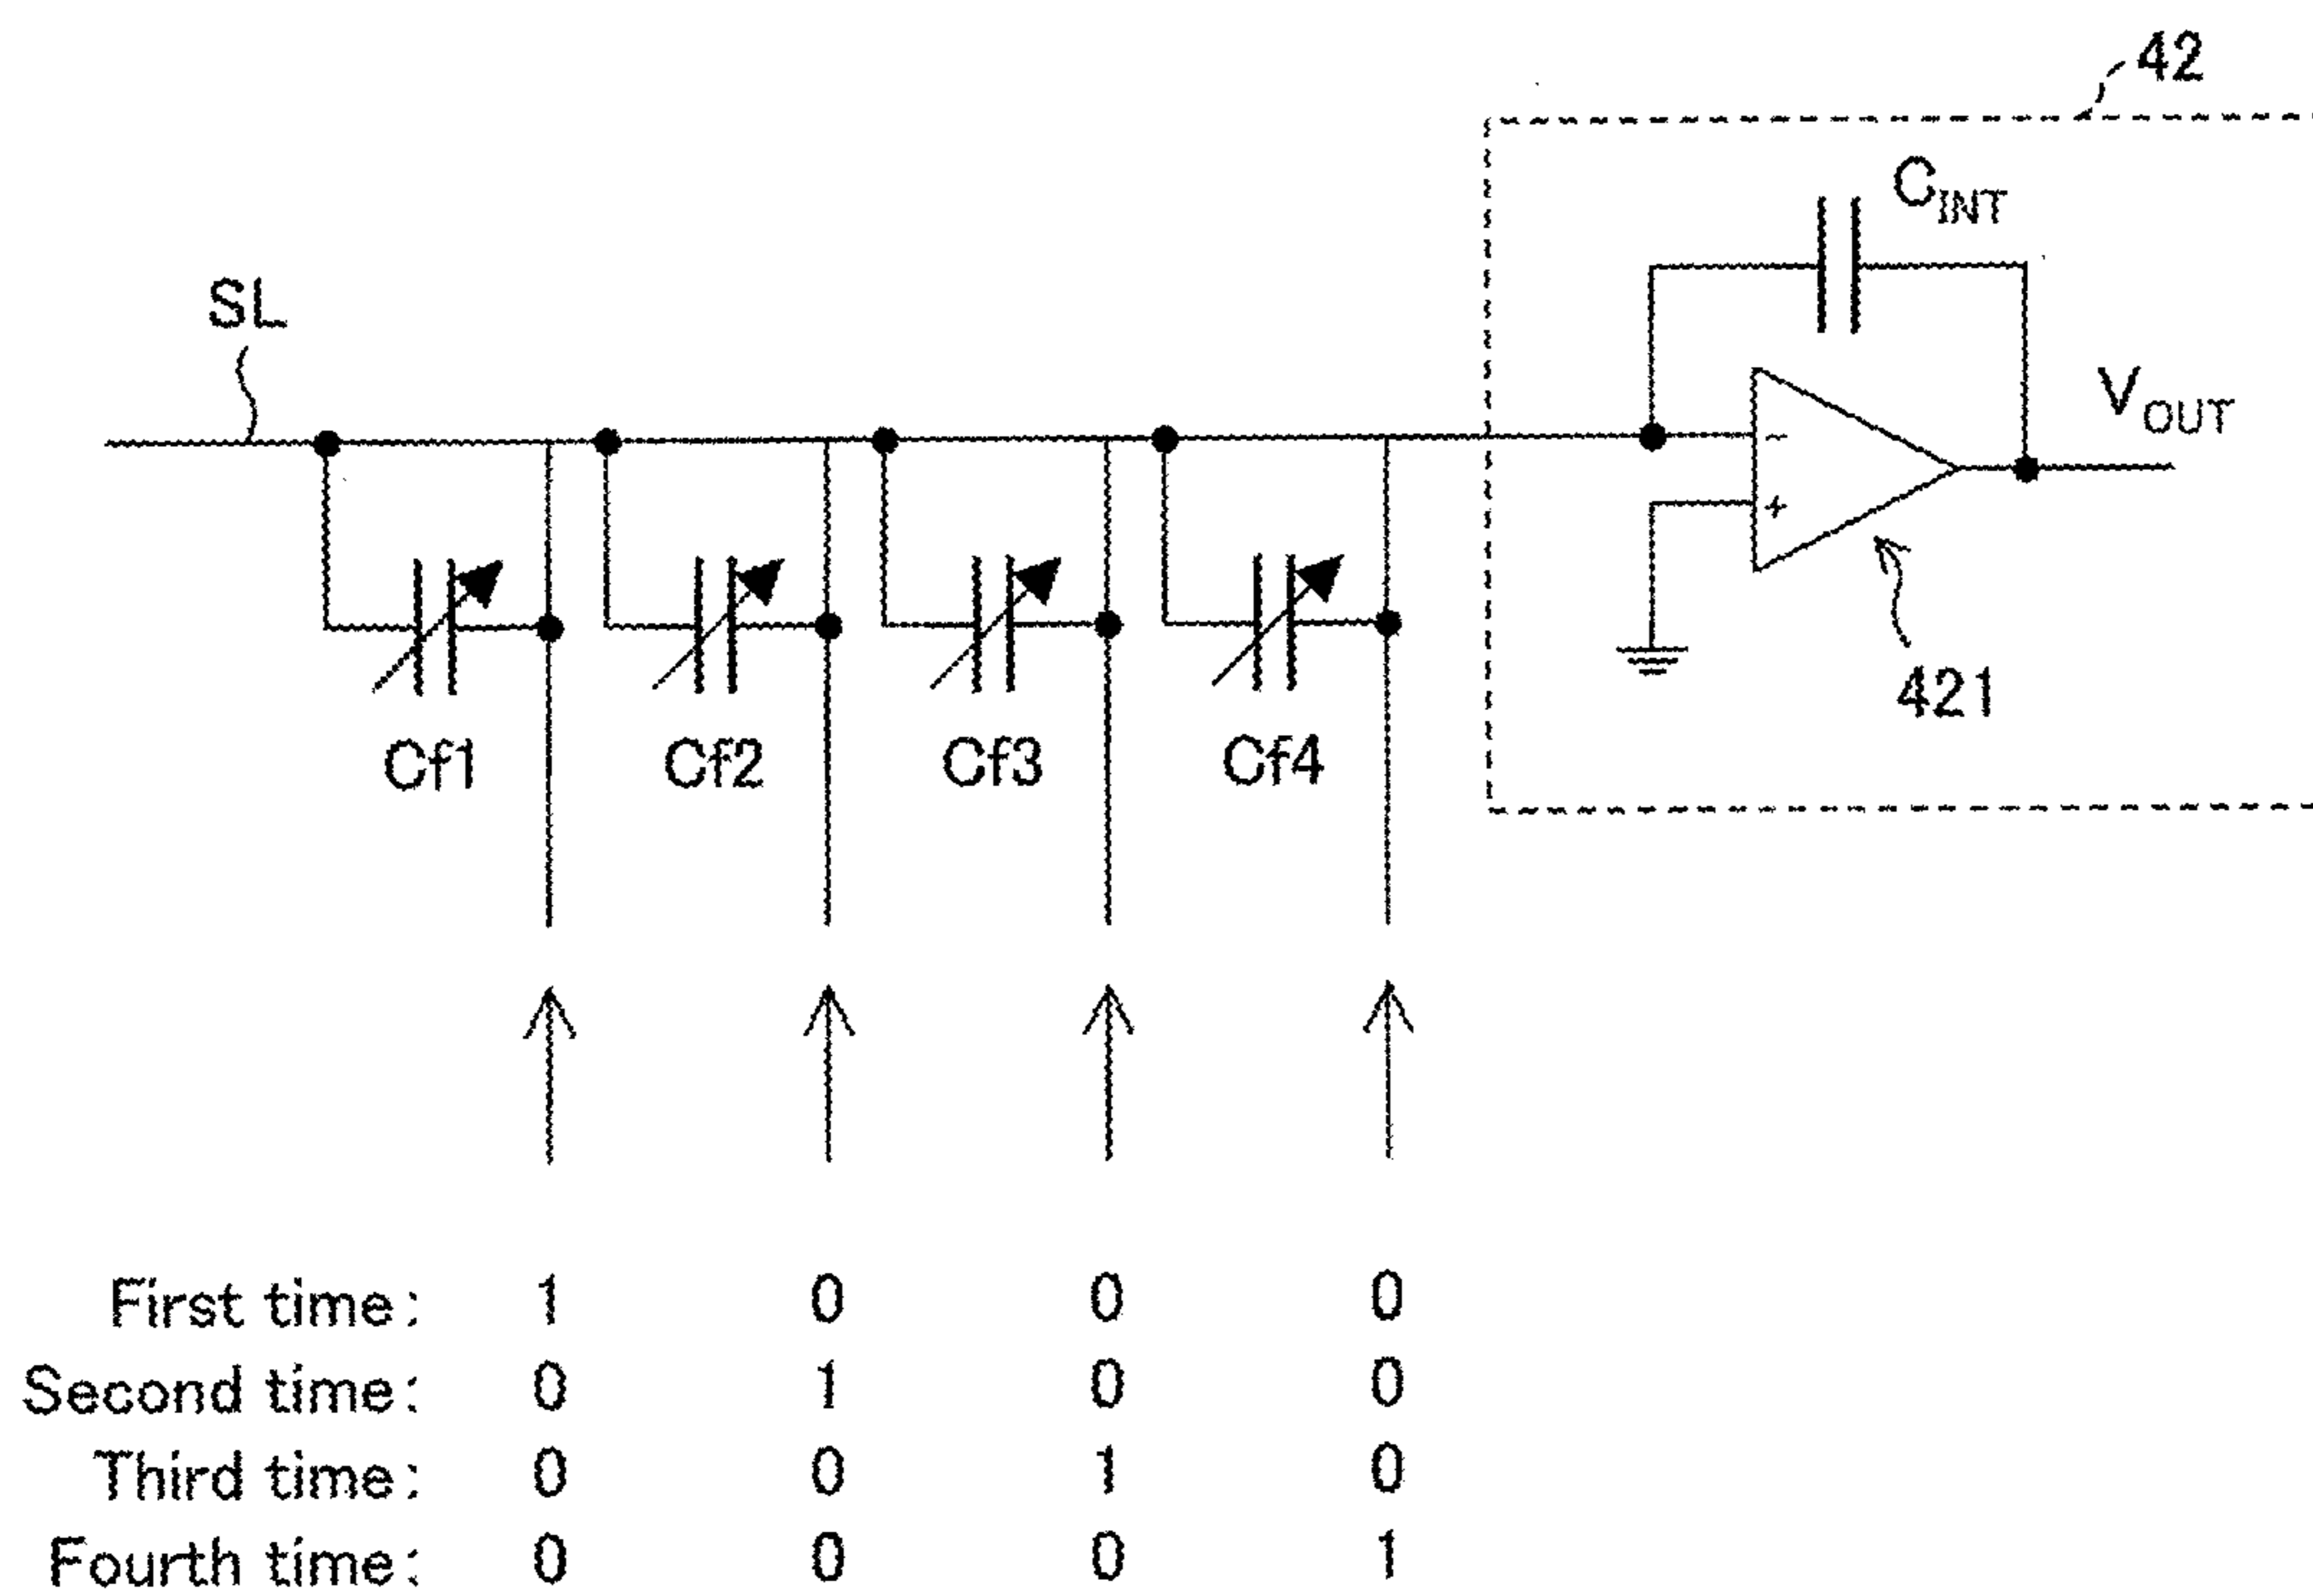 42
C_INT
SL
V_OUT
−
+
421
Cf1 Cf2 Cf3 Cf4
First time: 1 0 0 0
Second time: 0 1 0 0
Third time: 0 0 1 0
Fourth time: 0 0 0 1